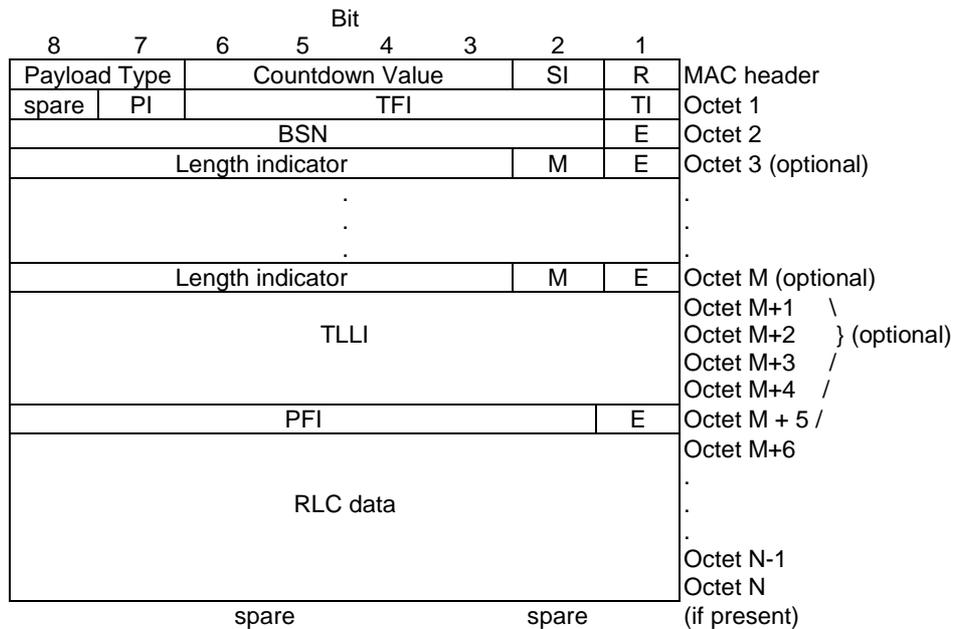 Bit
8 7 6 5 4 3 2 1
Payload Type Countdown Value SI R MAC header
spare PI TFI TI Octet 1
BSN E Octet 2
Length indicator M E Octet 3 (optional)
. .
. .
. .
Length indicator M E Octet M (optional)
Octet M+1 \
TLLI Octet M+2 } (optional)
Octet M+3 /
Octet M+4 /
PFI E Octet M + 5 /
Octet M+6
.
RLC data .
.
Octet N-1
Octet N
spare spare (if present)